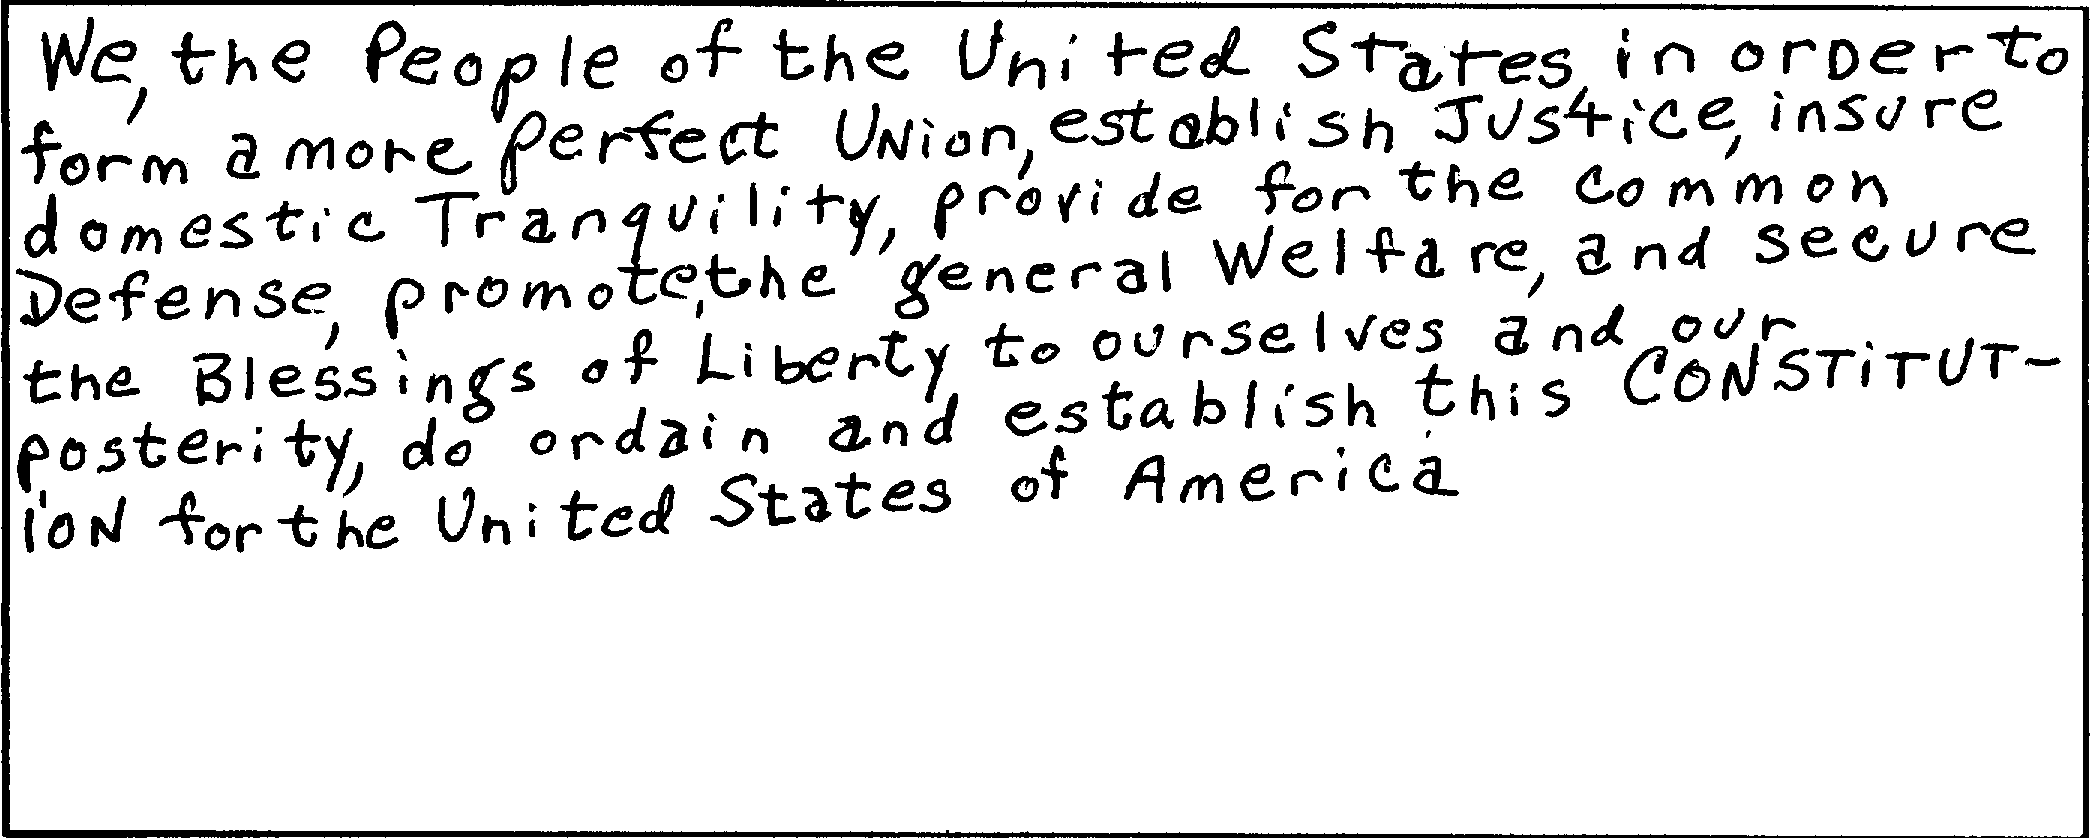 We, the People of the United States, in orDer to
form a more perfect UNion, establish JUstice, insure
domestic Tranquility, provide for the common
Defense, promote, the general Welfare, and secure
the Blessings of Liberty to ourselves and our
posterity, do ordain and establish this CONSTiTUT-
iON for the United States of America